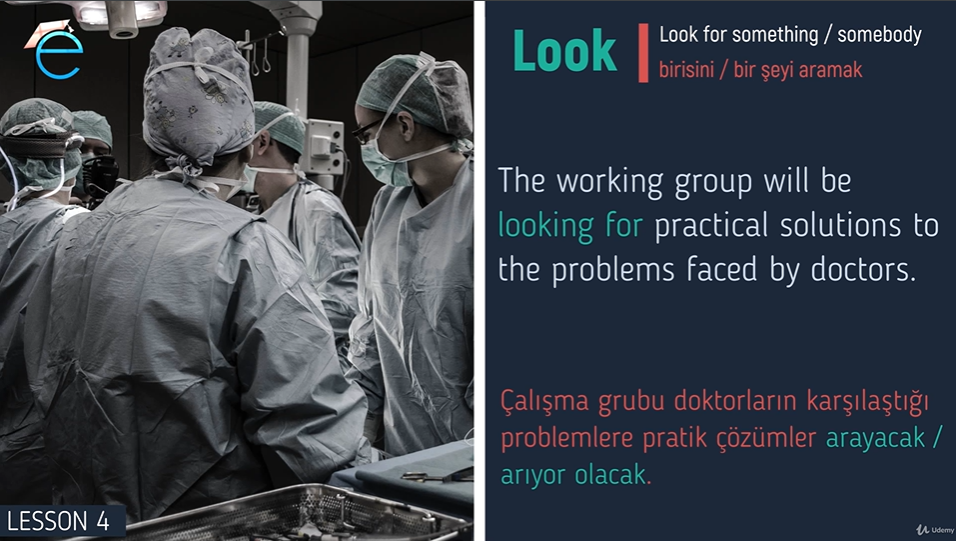 e
Look
Look for something / somebody
birisini / bir şeyi aramak
The working group will be
looking for practical solutions to
the problems faced by doctors.
Çalışma grubu doktorların karşılaştığı
problemlere pratik çözümler arayacak /
arıyor olacak.
LESSON 4
Udemy